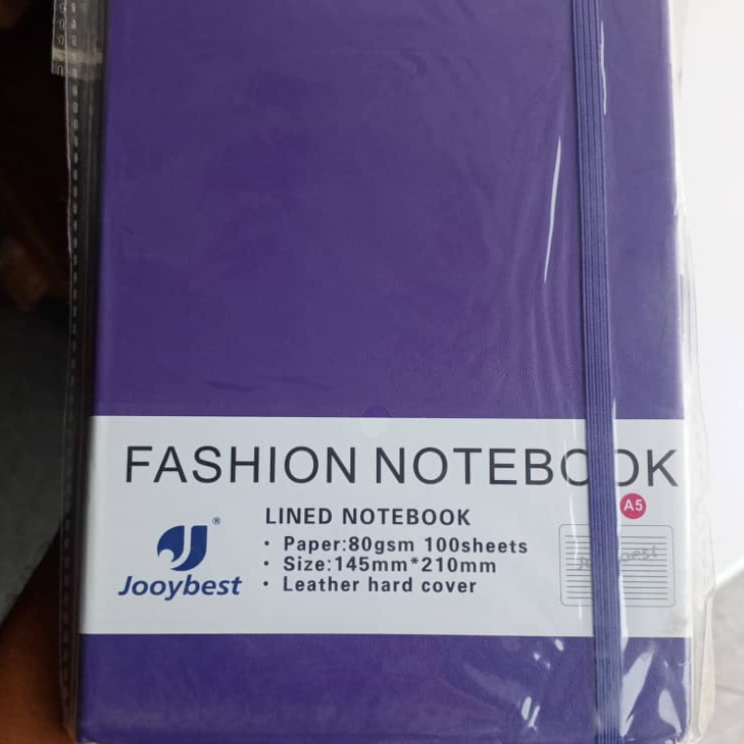 FASHION NOTEBOOK
A5
LINED NOTEBOOK
• Paper:80gsm 100sheets
• Size:145mm*210mm
• Leather hard cover
®
Jooybest